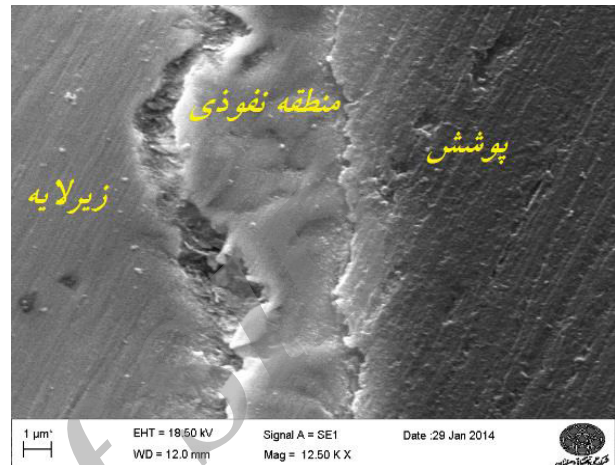 منطقه نفوذی
پوشش
زیرلایه
1 µm
EHT = 18.50 kV
Signal A = SE1
Date :29 Jan 2014
WD = 12.0 mm
Mag = 12.50 K X